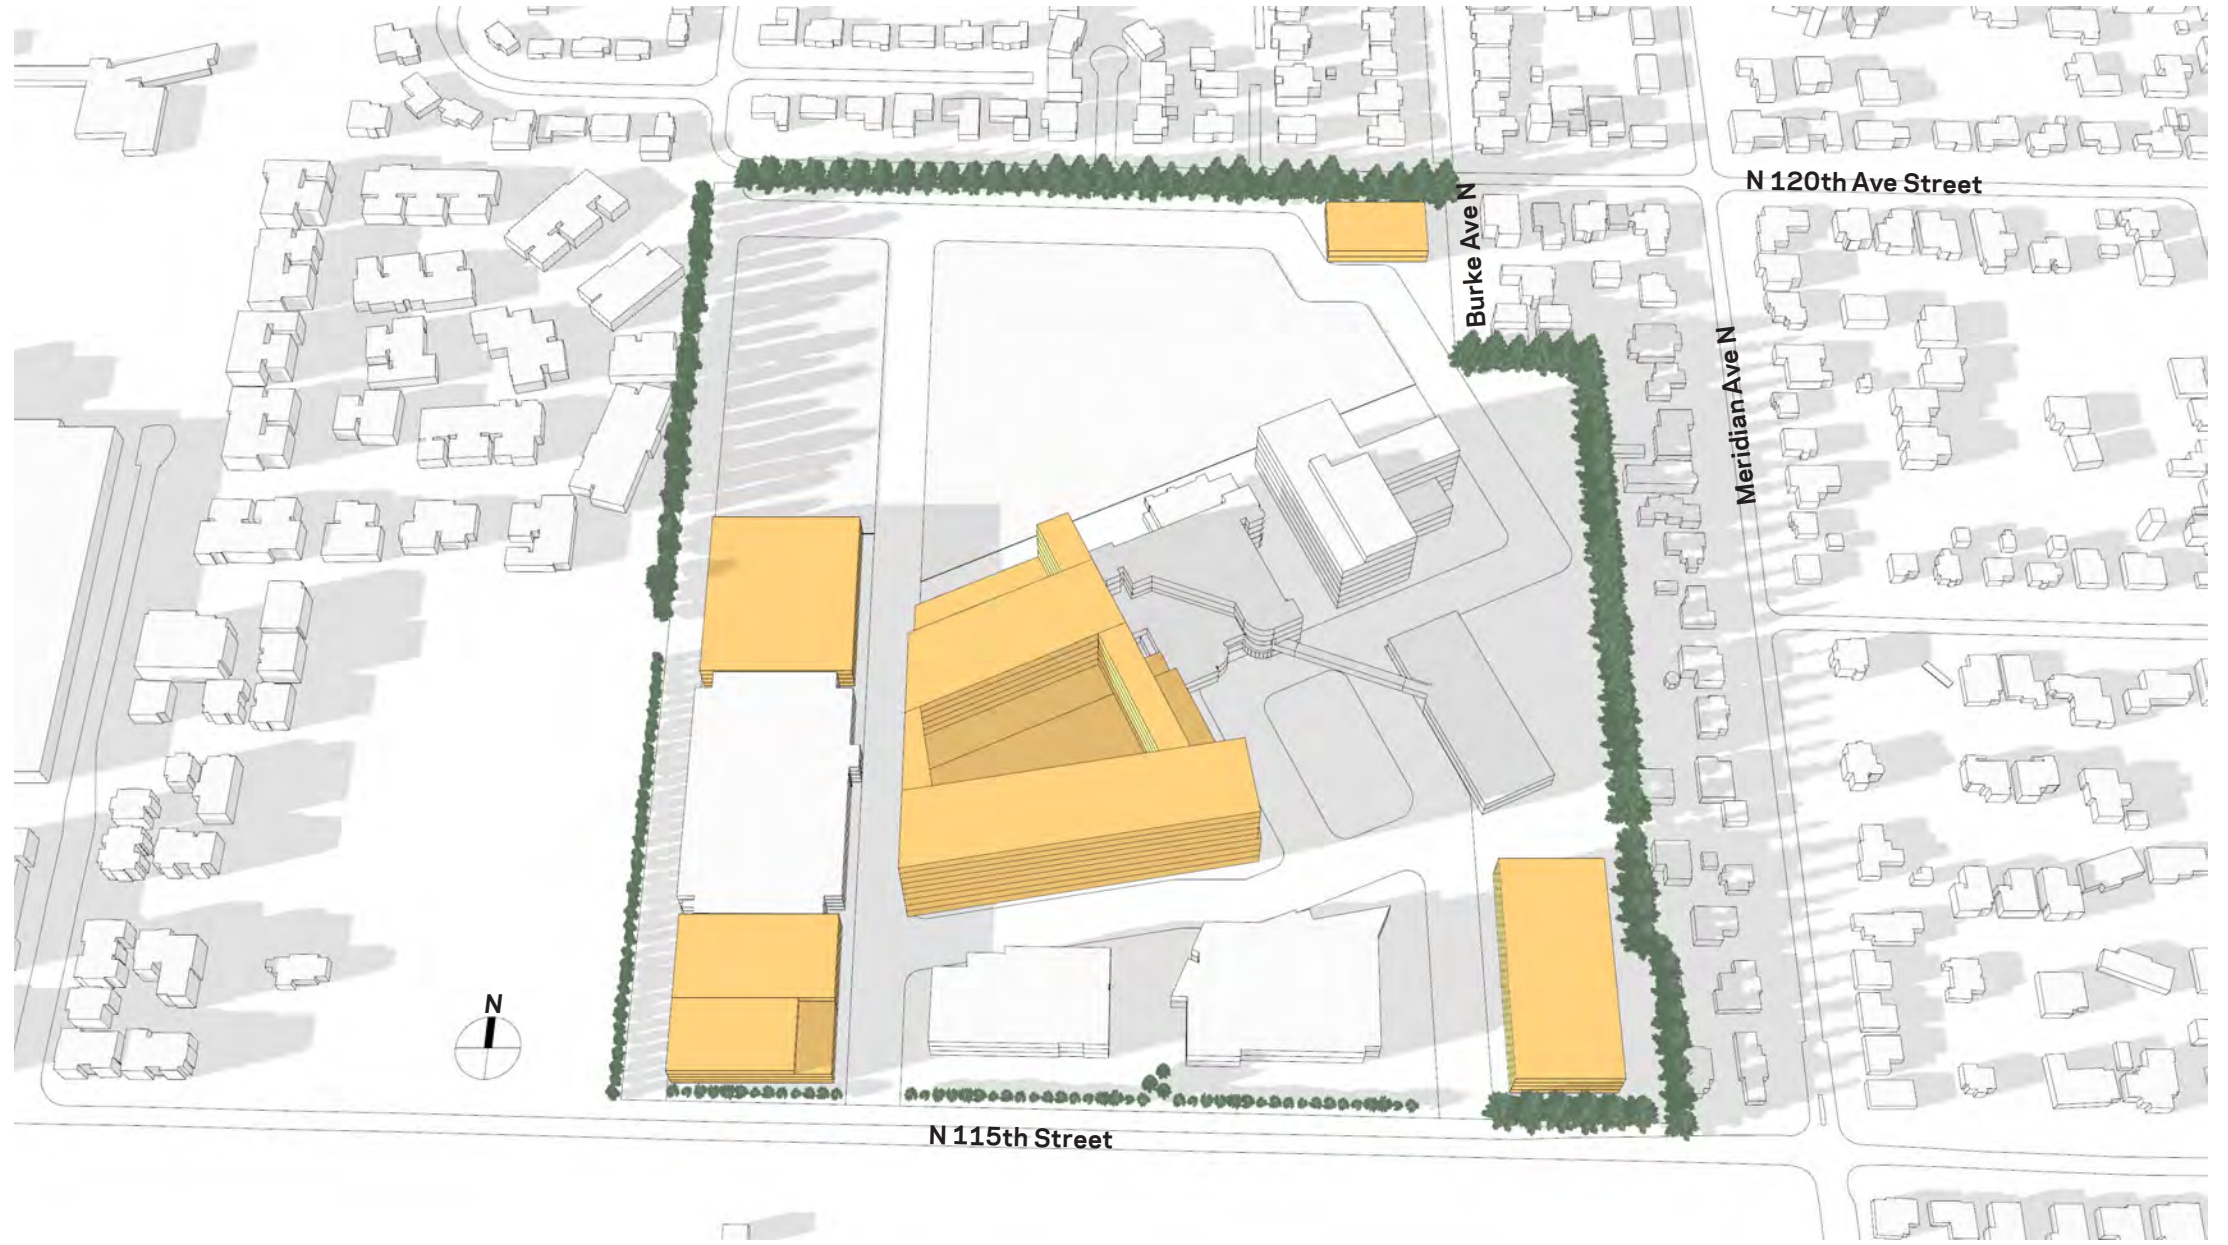 N 120th Ave Street
Burke Ave N
Meridian Ave N
N
N 115th Street